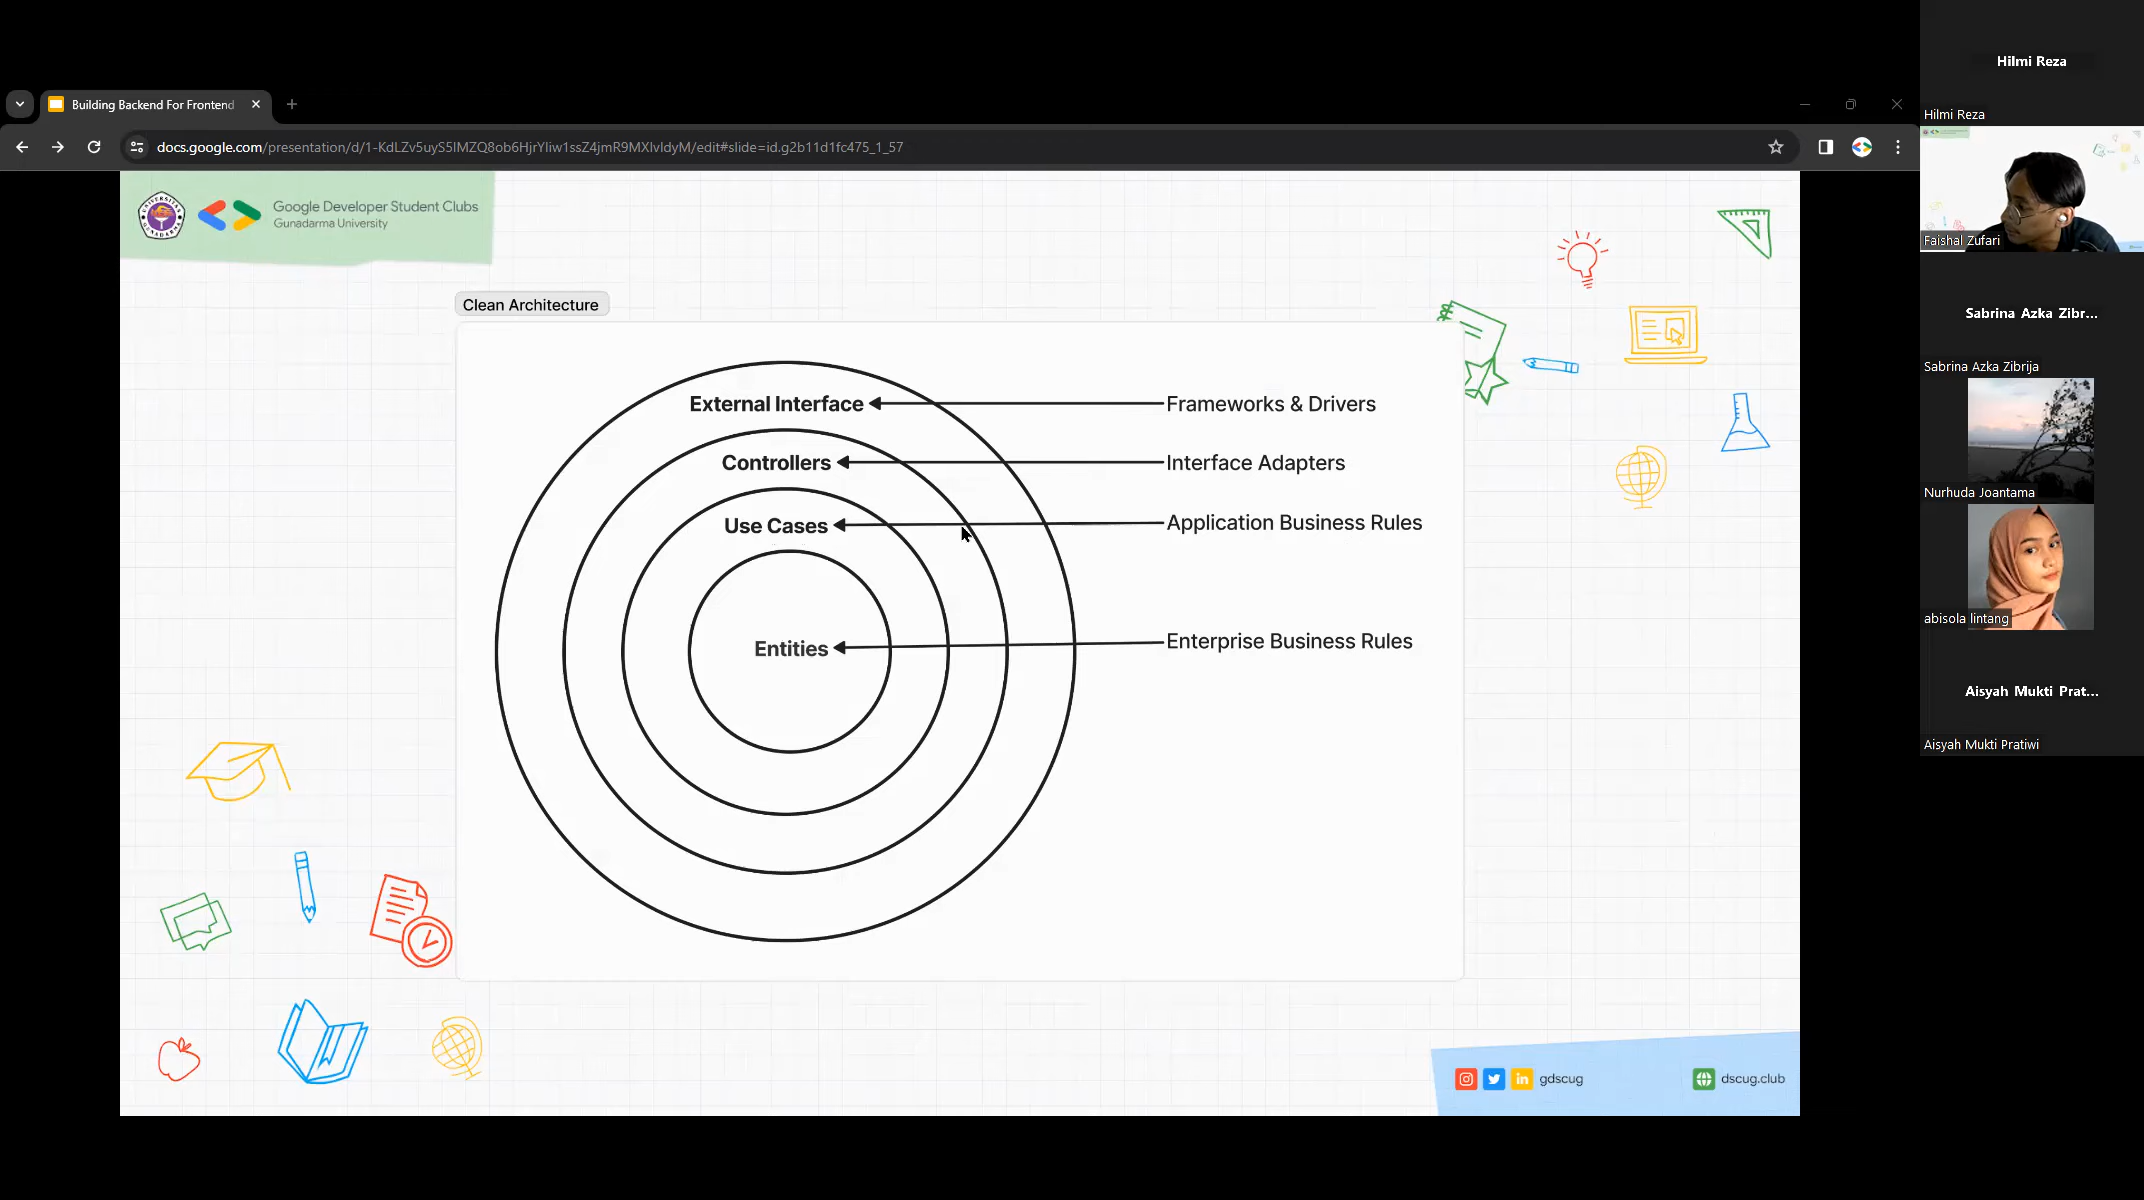 Building Backend For Frontend
docs.google.com/presentation/d/1-KdLZv5uyS5lMZQ8ob6HjrYliw1ssZ4jmR9MXlvldyM/edit#slide=id.g2b11d1fc475_1_57
UNIVERSITAS GUNADARMA
Google Developer Student Clubs
Gunadarma University
Clean Architecture
External Interface
Frameworks & Drivers
Controllers
Interface Adapters
Use Cases
Application Business Rules
Entities
Enterprise Business Rules
gdscug
dscug.club
Hilmi Reza
Hilmi Reza
Faishal Zufari
Sabrina Azka Zibr...
Sabrina Azka Zibrija
Nurhuda Joantama
abisola lintang
Aisyah Mukti Prat...
Aisyah Mukti Pratiwi